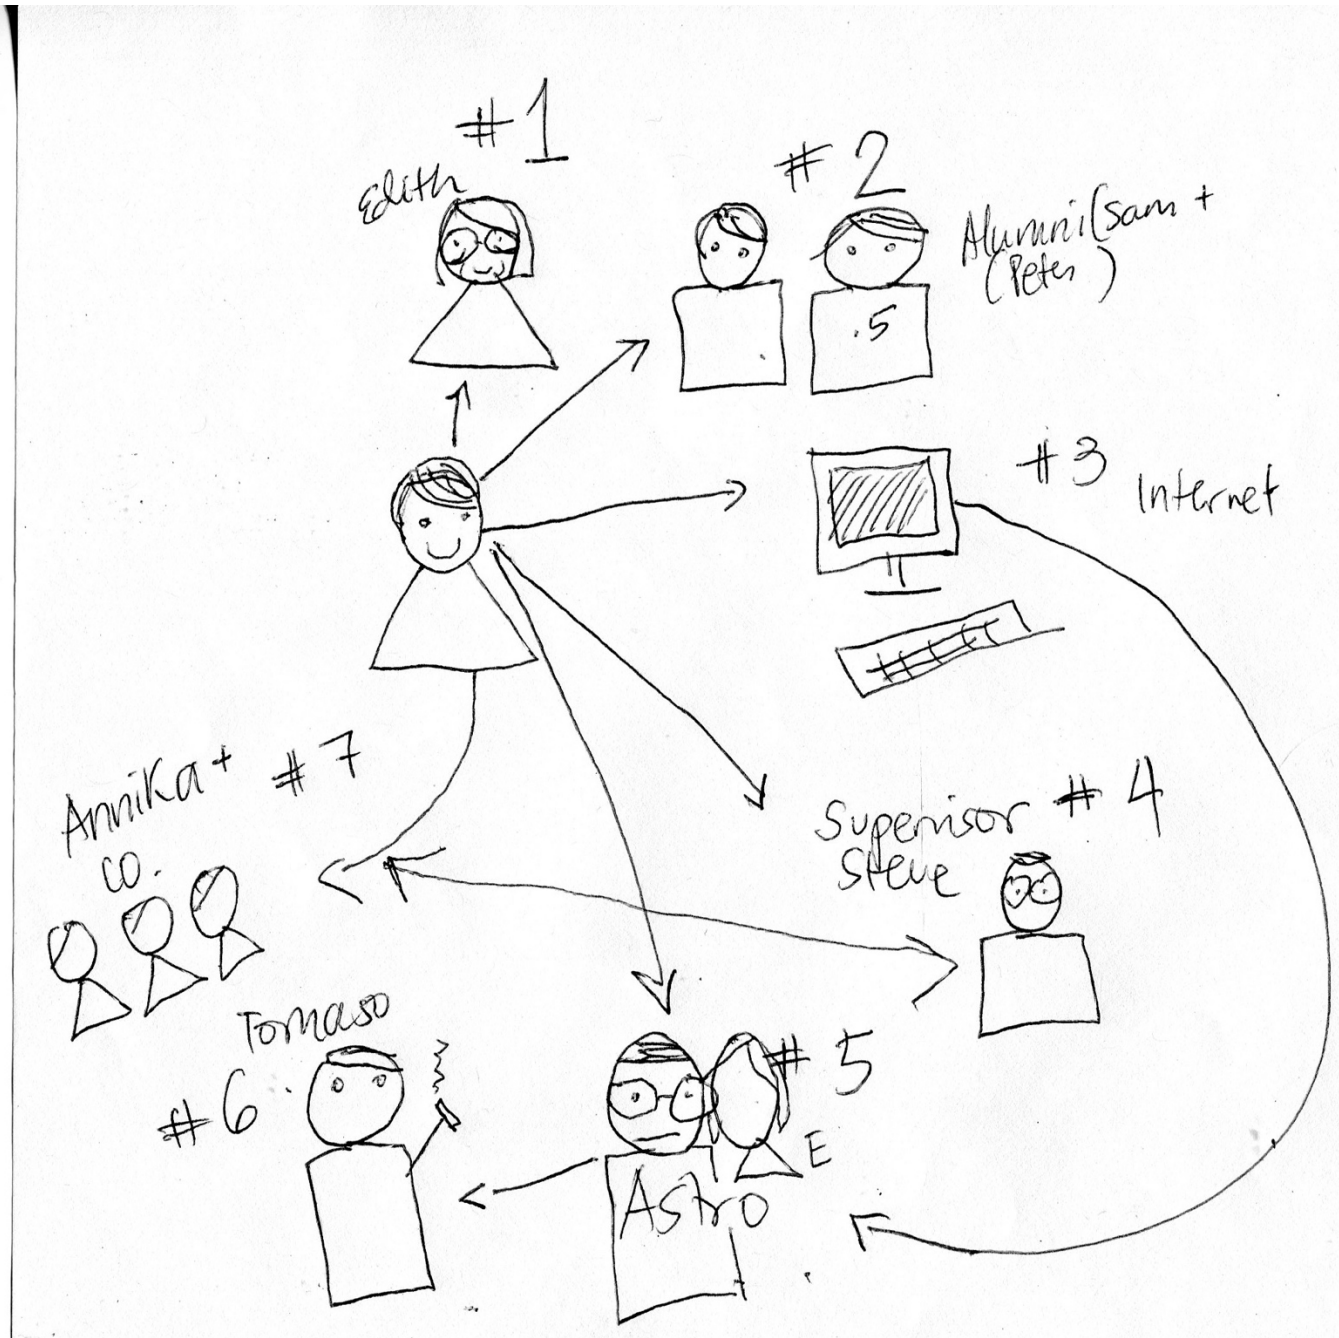 #1
Edith
#2
Alumni (Sam +
(Peter)
.5
#3
Internet
Annika +
co.
#7
Supervisor #4
Steve
Tomaso
#6
#5
E
Astro